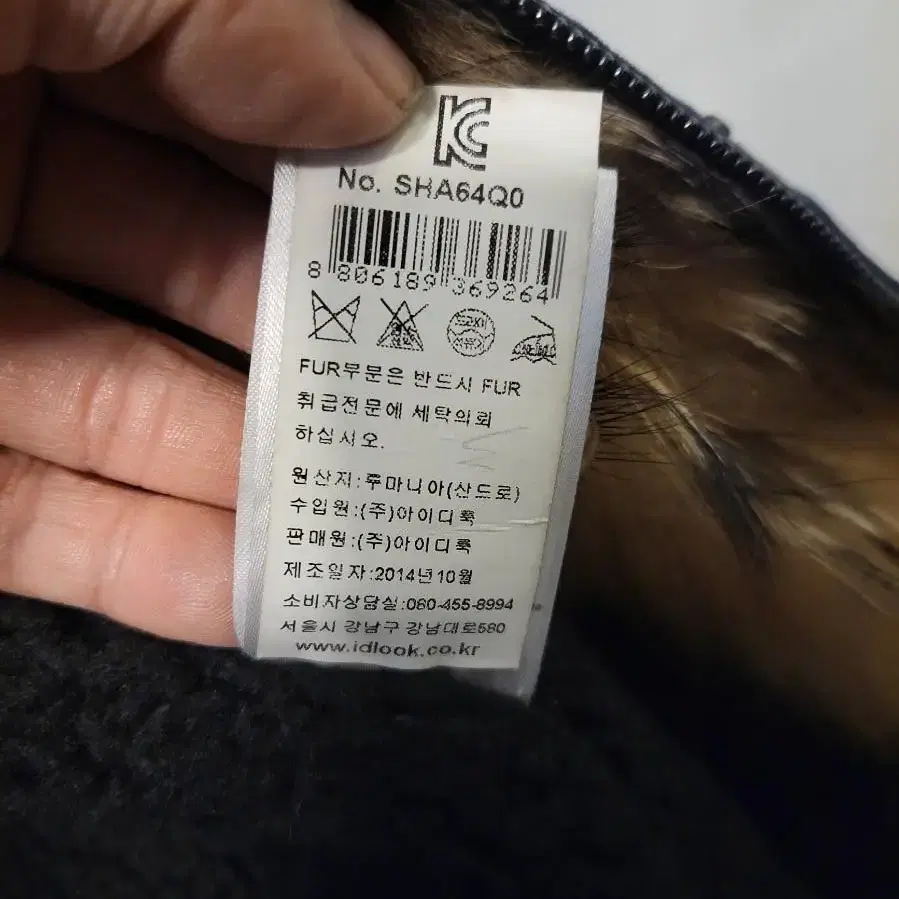 KC
No. SHA64Q0
8 806189 369264
FUR부문은 반드시 FUR
취급전문에 세탁의뢰
하십시오.
원산지:루마니아(산드로)
수입원:(주)아이디룩
판매원:(주)아이디룩
제조일자:2014년10월
소비자상담실:080-455-8994
서울시 강남구 강남대로580
www.idlook.co.kr